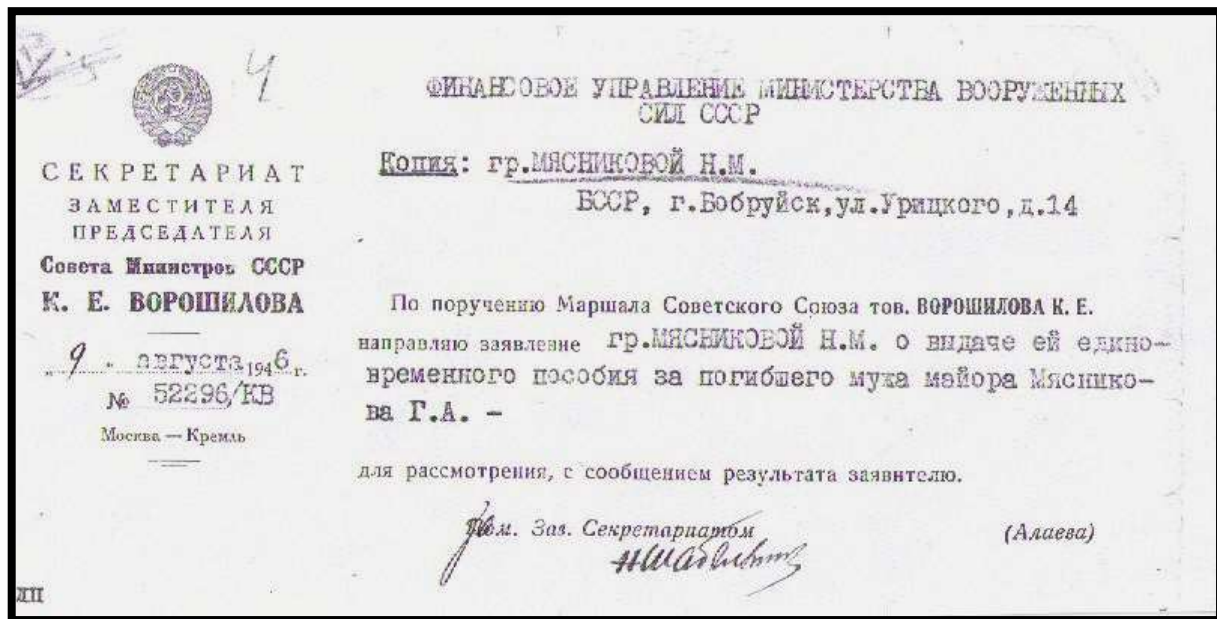 4
СЕКРЕТАРИАТ
ЗАМЕСТИТЕЛЯ
ПРЕДСЕДАТЕЛЯ
Совета Министров СССР
К. Е. ВОРОШИЛОВА
„9 " августа 1946 г.
№ 52296/КВ
Москва — Кремль
ФИНАНСОВОЕ УПРАВЛЕНИЕ МИНИСТЕРСТВА ВООРУЖЕННЫХ
СИЛ СССР
Копия: гр.МЯСНИКОВОЙ Н.М.
БССР, г.Бобруйск,ул.Урицкого,д.14
По поручению Маршала Советского Союза тов. ВОРОШИЛОВА К. Е.
направляю заявление гр.МЯСНИКОВОЙ Н.М. о выдаче ей едино-
временного пособия за погибшего мужа майора Мяснико-
ва Г.А. —
для рассмотрения, с сообщением результата заявителю.
Пом. Зав. Секретариатом (Алаева)